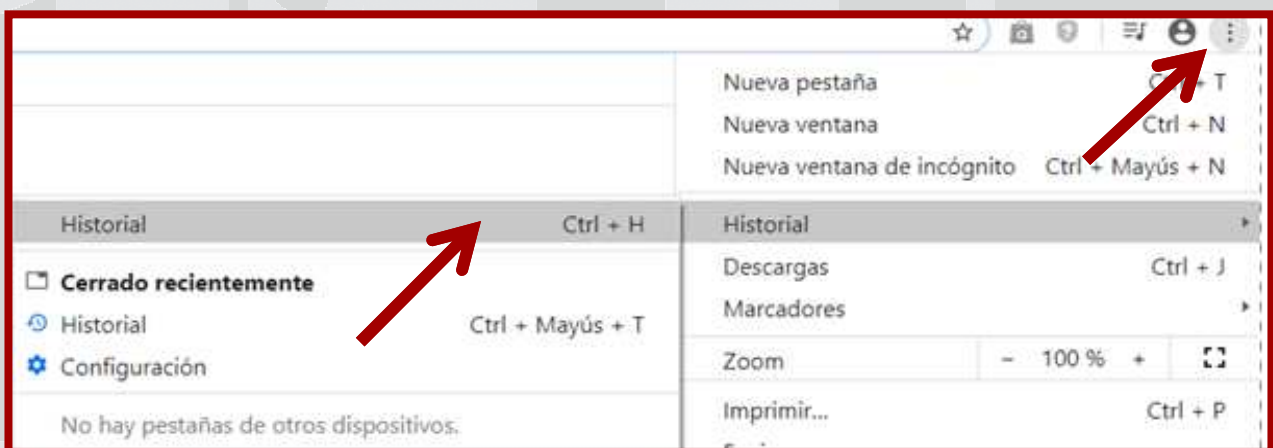 Nueva pestaña Ctrl + T
Nueva ventana Ctrl + N
Nueva ventana de incógnito Ctrl + Mayús + N
Historial Ctrl + H
Cerrado recientemente
Historial Ctrl + Mayús + T
Configuración
No hay pestañas de otros dispositivos.
Historial
Descargas Ctrl + J
Marcadores
Zoom - 100 % +
Imprimir... Ctrl + P